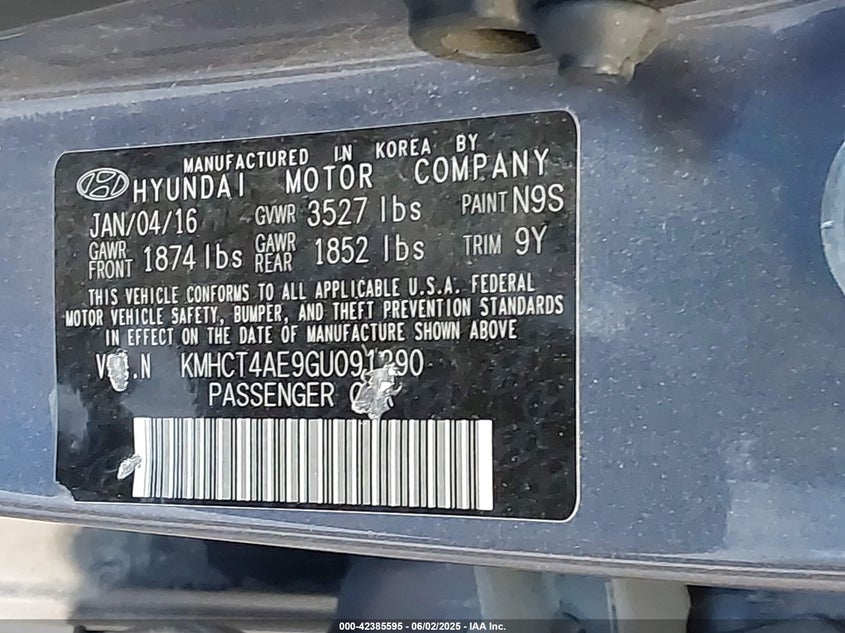 MANUFACTURED IN KOREA BY
HYUNDAI MOTOR COMPANY
JAN/04/16 GVWR 3527 lbs PAINT N9S
GAWR FRONT 1874 lbs GAWR REAR 1852 lbs TRIM 9Y
THIS VEHICLE CONFORMS TO ALL APPLICABLE U.S.A. FEDERAL
MOTOR VEHICLE SAFETY, BUMPER, AND THEFT PREVENTION STANDARDS
IN EFFECT ON THE DATE OF MANUFACTURE SHOWN ABOVE
KMHCT4AE9GU091290
PASSENGER
000-42385595 - 06/02/2025 - IAA Inc.